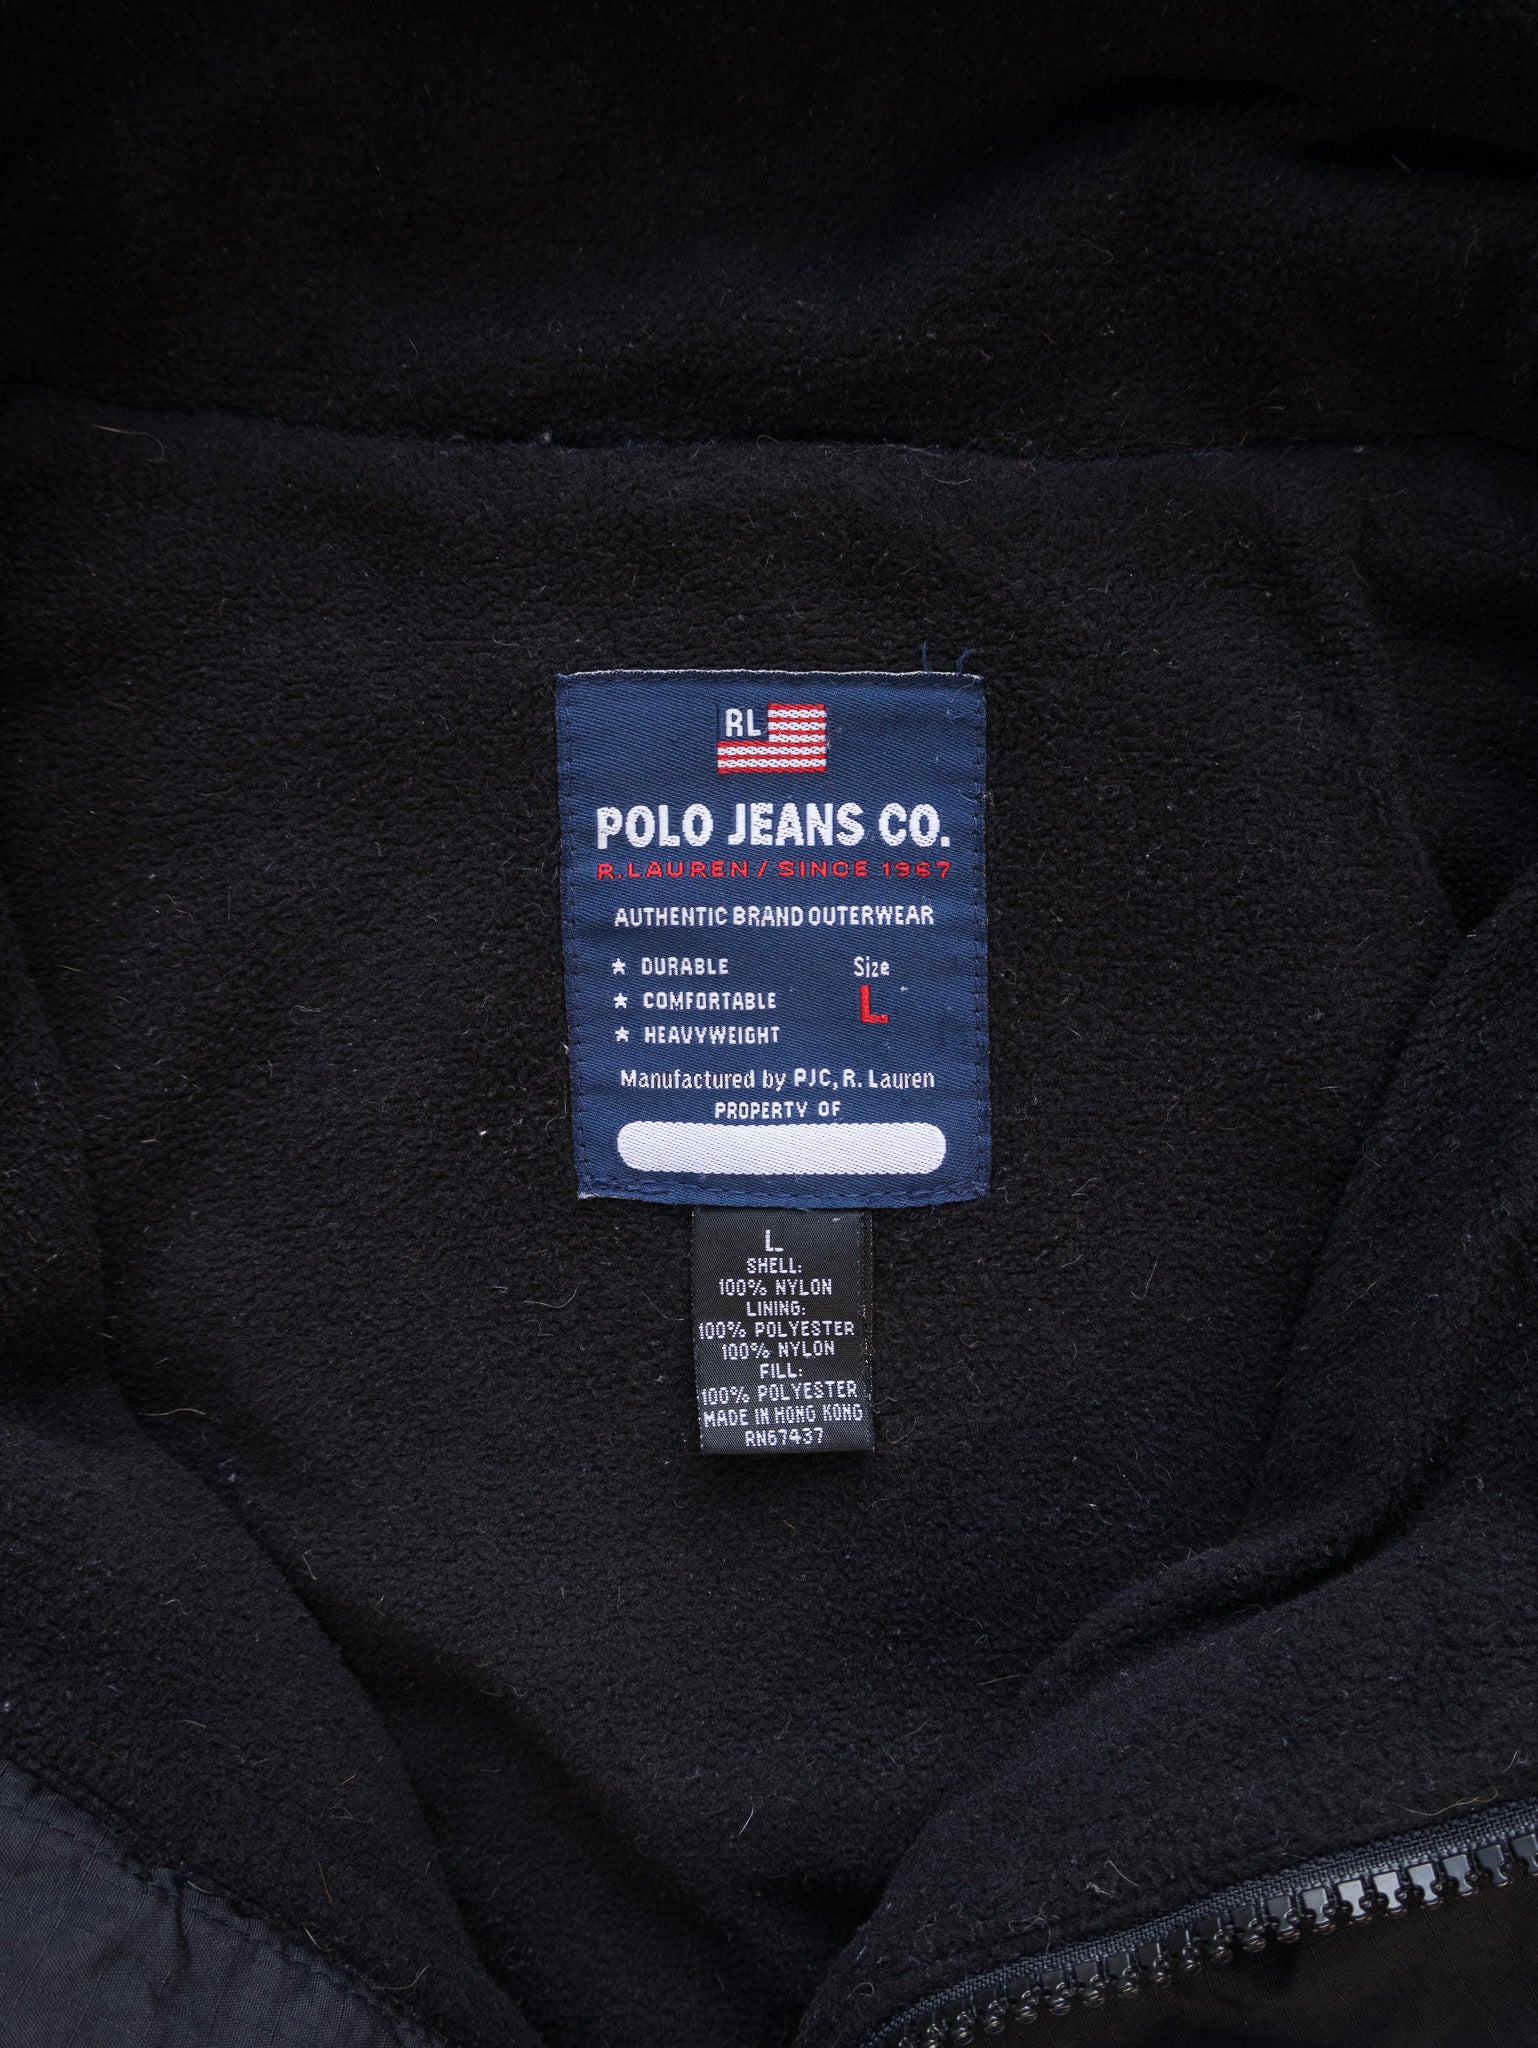 RL
POLO JEANS CO.
R.LAUREN / SINCE 1967
AUTHENTIC BRAND OUTERWEAR
★ DURABLE
★ COMFORTABLE
★ HEAVYWEIGHT
Size
L
Manufactured by PJC, R. Lauren
PROPERTY OF
L
SHELL:
100% NYLON
LINING:
100% POLYESTER
100% NYLON
FILL:
100% POLYESTER
MADE IN HONG KONG
RN67437